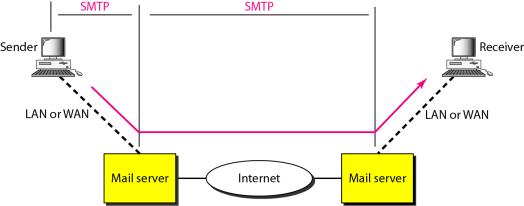 SMTP
SMTP
Sender
Receiver
LAN or WAN
LAN or WAN
Mail server
Internet
Mail server